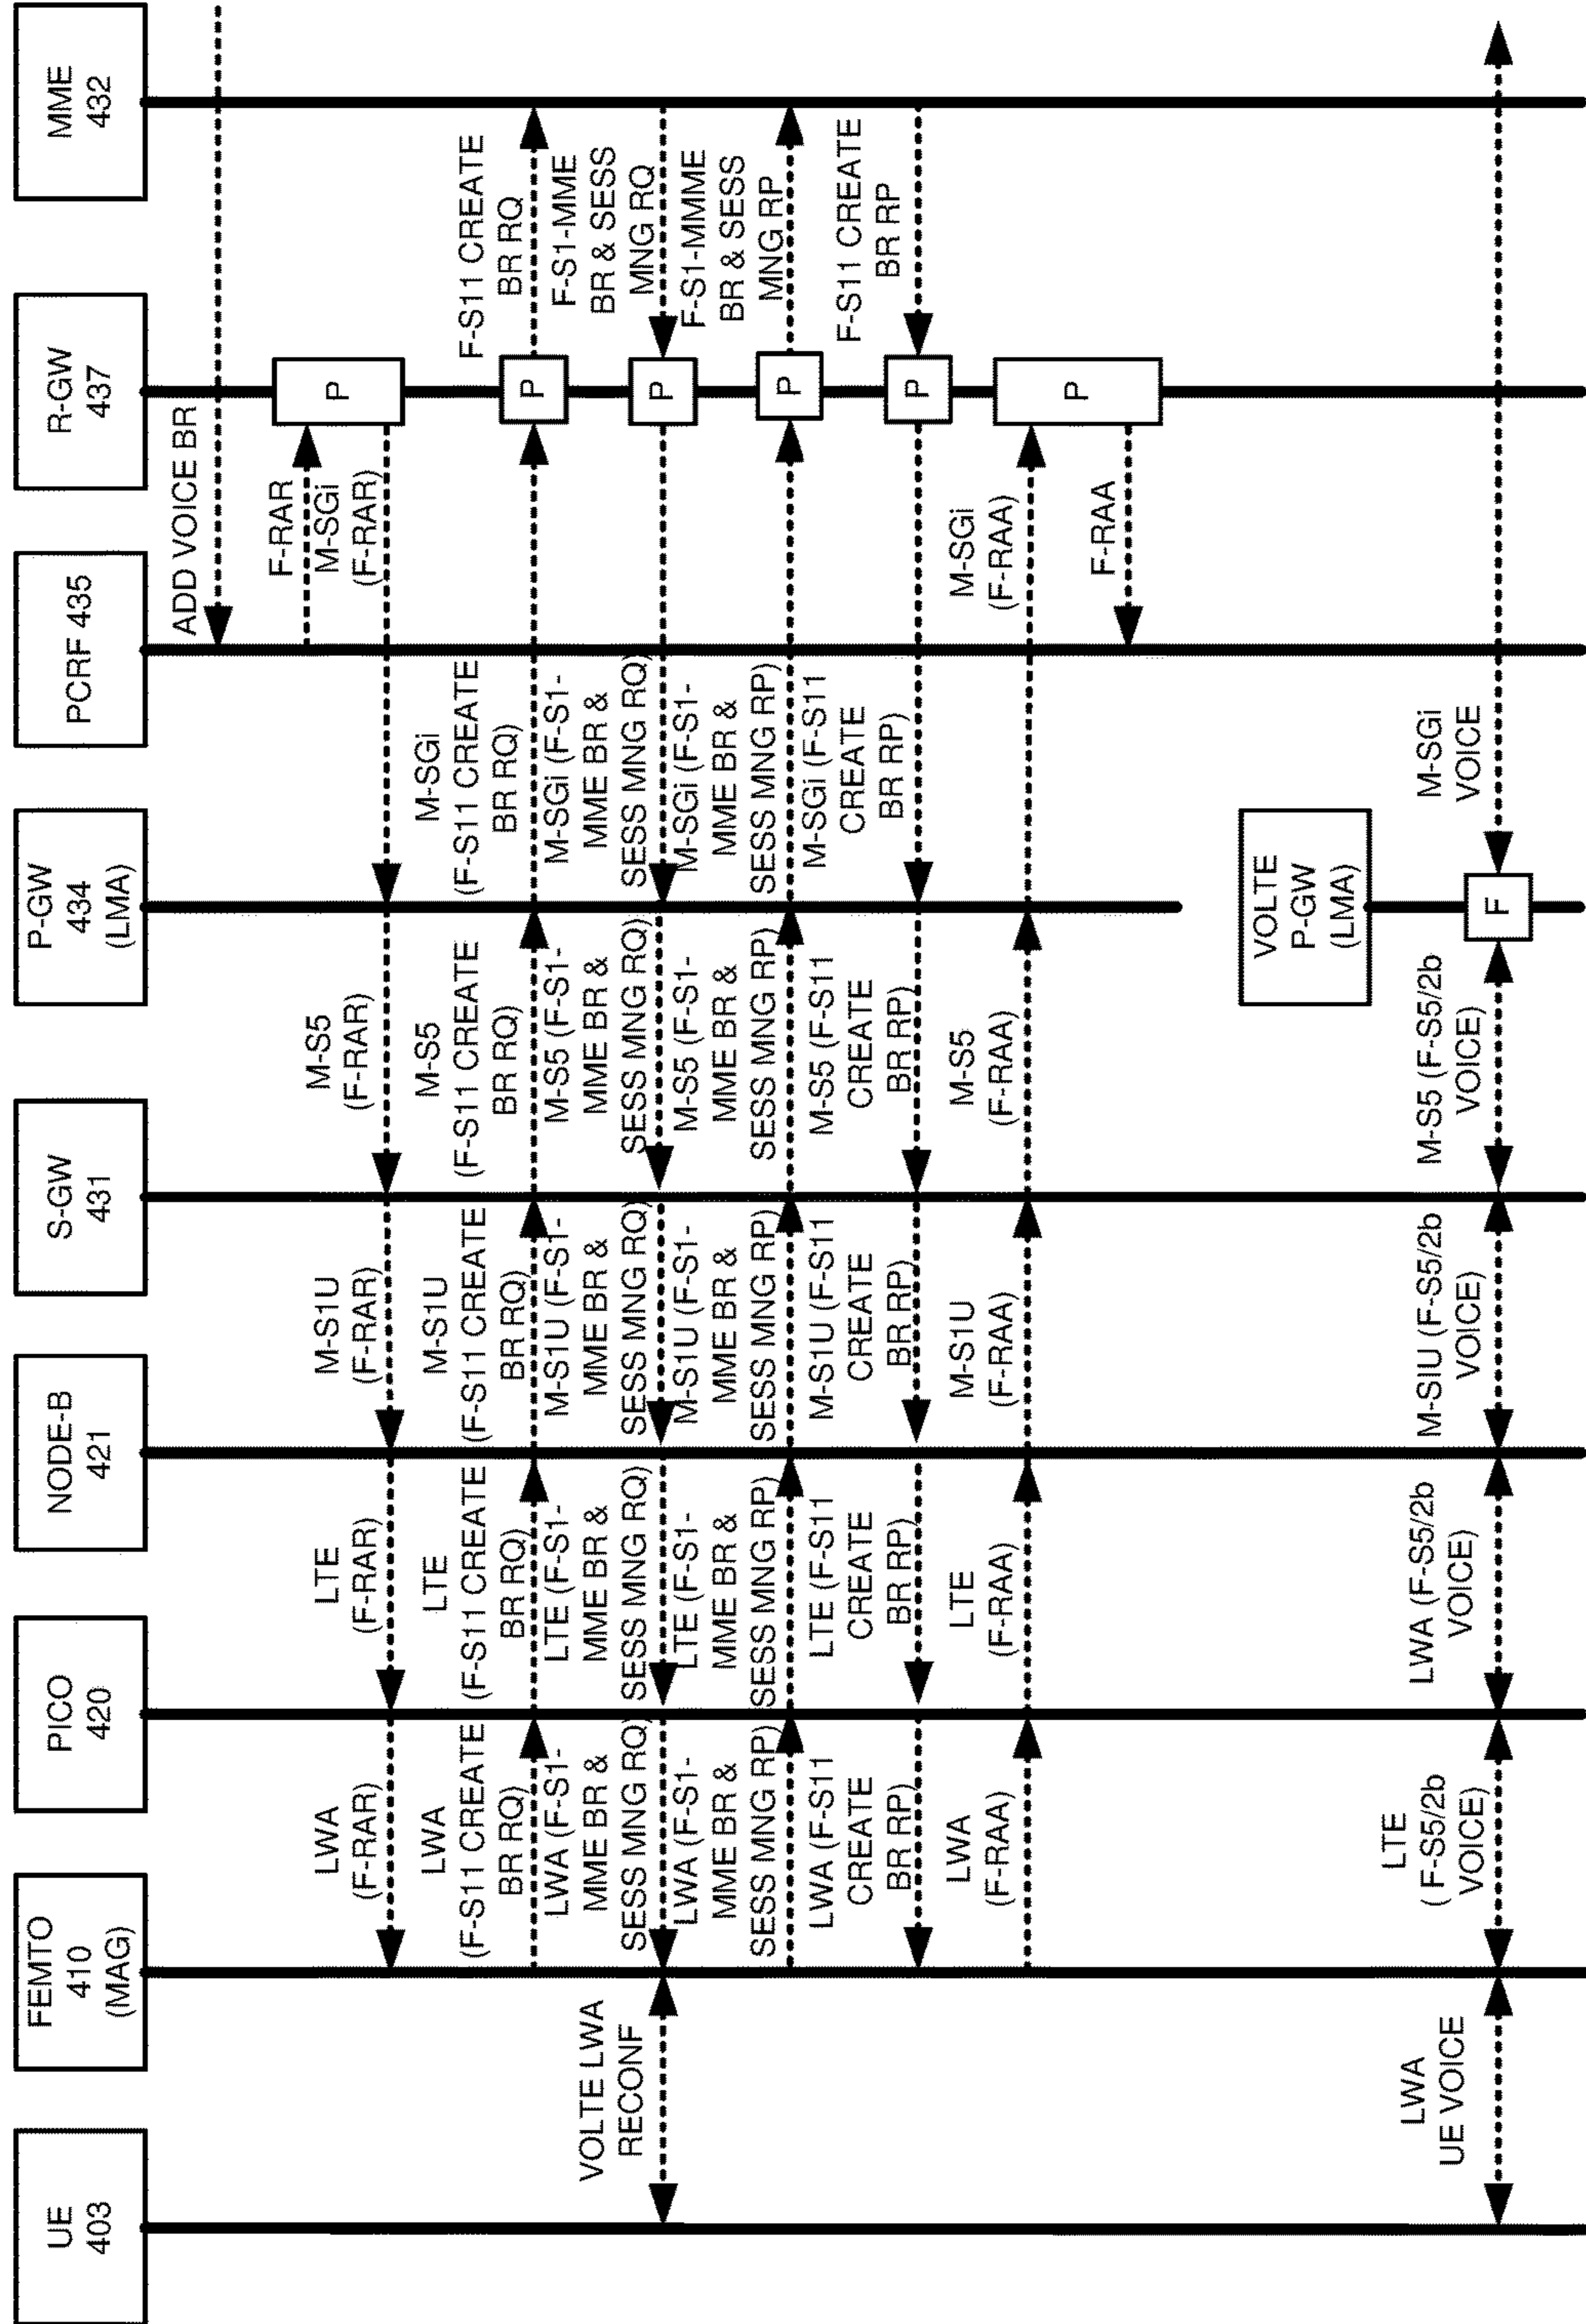 UE
403
FEMTO
410
(MAG)
PICO
420
NODE-B
421
S-GW
431
P-GW
434
(LMA)
PCRF 435
R-GW
437
MME
432
ADD VOICE BR
F-RAR
LWA
(F-RAR)
LTE
(F-RAR)
M-S1U
(F-RAR)
M-S5
(F-RAR)
M-SGi
(F-RAR)
P
LWA
(F-S11 CREATE
BR RQ)
LTE
(F-S11 CREATE
BR RQ)
M-S1U
(F-S11 CREATE
BR RQ)
M-S5
(F-S11 CREATE
BR RQ)
M-SGi
(F-S11 CREATE
BR RQ)
P
F-S11 CREATE
BR RQ
VOLTE LWA
RECONF
LWA (F-S1-
MME BR &
SESS MNG RQ)
LTE (F-S1-
MME BR &
SESS MNG RQ)
M-S1U (F-S1-
MME BR &
SESS MNG RQ)
M-S5 (F-S1-
MME BR &
SESS MNG RQ)
M-SGi (F-S1-
MME BR &
SESS MNG RQ)
P
F-S1-MME
BR & SESS
MNG RQ
LWA (F-S1-
MME BR &
SESS MNG RP)
LTE (F-S1-
MME BR &
SESS MNG RP)
M-S1U (F-S1-
MME BR &
SESS MNG RP)
M-S5 (F-S1-
MME BR &
SESS MNG RP)
M-SGi (F-S1-
MME BR &
SESS MNG RP)
P
F-S1-MMME
BR & SESS
MNG RP
LWA (F-S11
CREATE
BR RP)
LTE (F-S11
CREATE
BR RP)
M-S1U (F-S11
CREATE
BR RP)
M-S5 (F-S11
CREATE
BR RP)
M-SGi (F-S11
CREATE
BR RP)
P
F-S11 CREATE
BR RP
LWA
(F-RAA)
LTE
(F-RAA)
M-S1U
(F-RAA)
M-S5
(F-RAA)
M-SGi
(F-RAA)
P
F-RAA
VOLTE
P-GW
(LMA)
LWA
UE VOICE
LTE
( F-S5/2b
VOICE)
LWA (F-S5/2b
VOICE)
M-SIU (F-S5/2b
VOICE)
M-S5 (F-S5/2b
VOICE)
F
M-SGi
VOICE